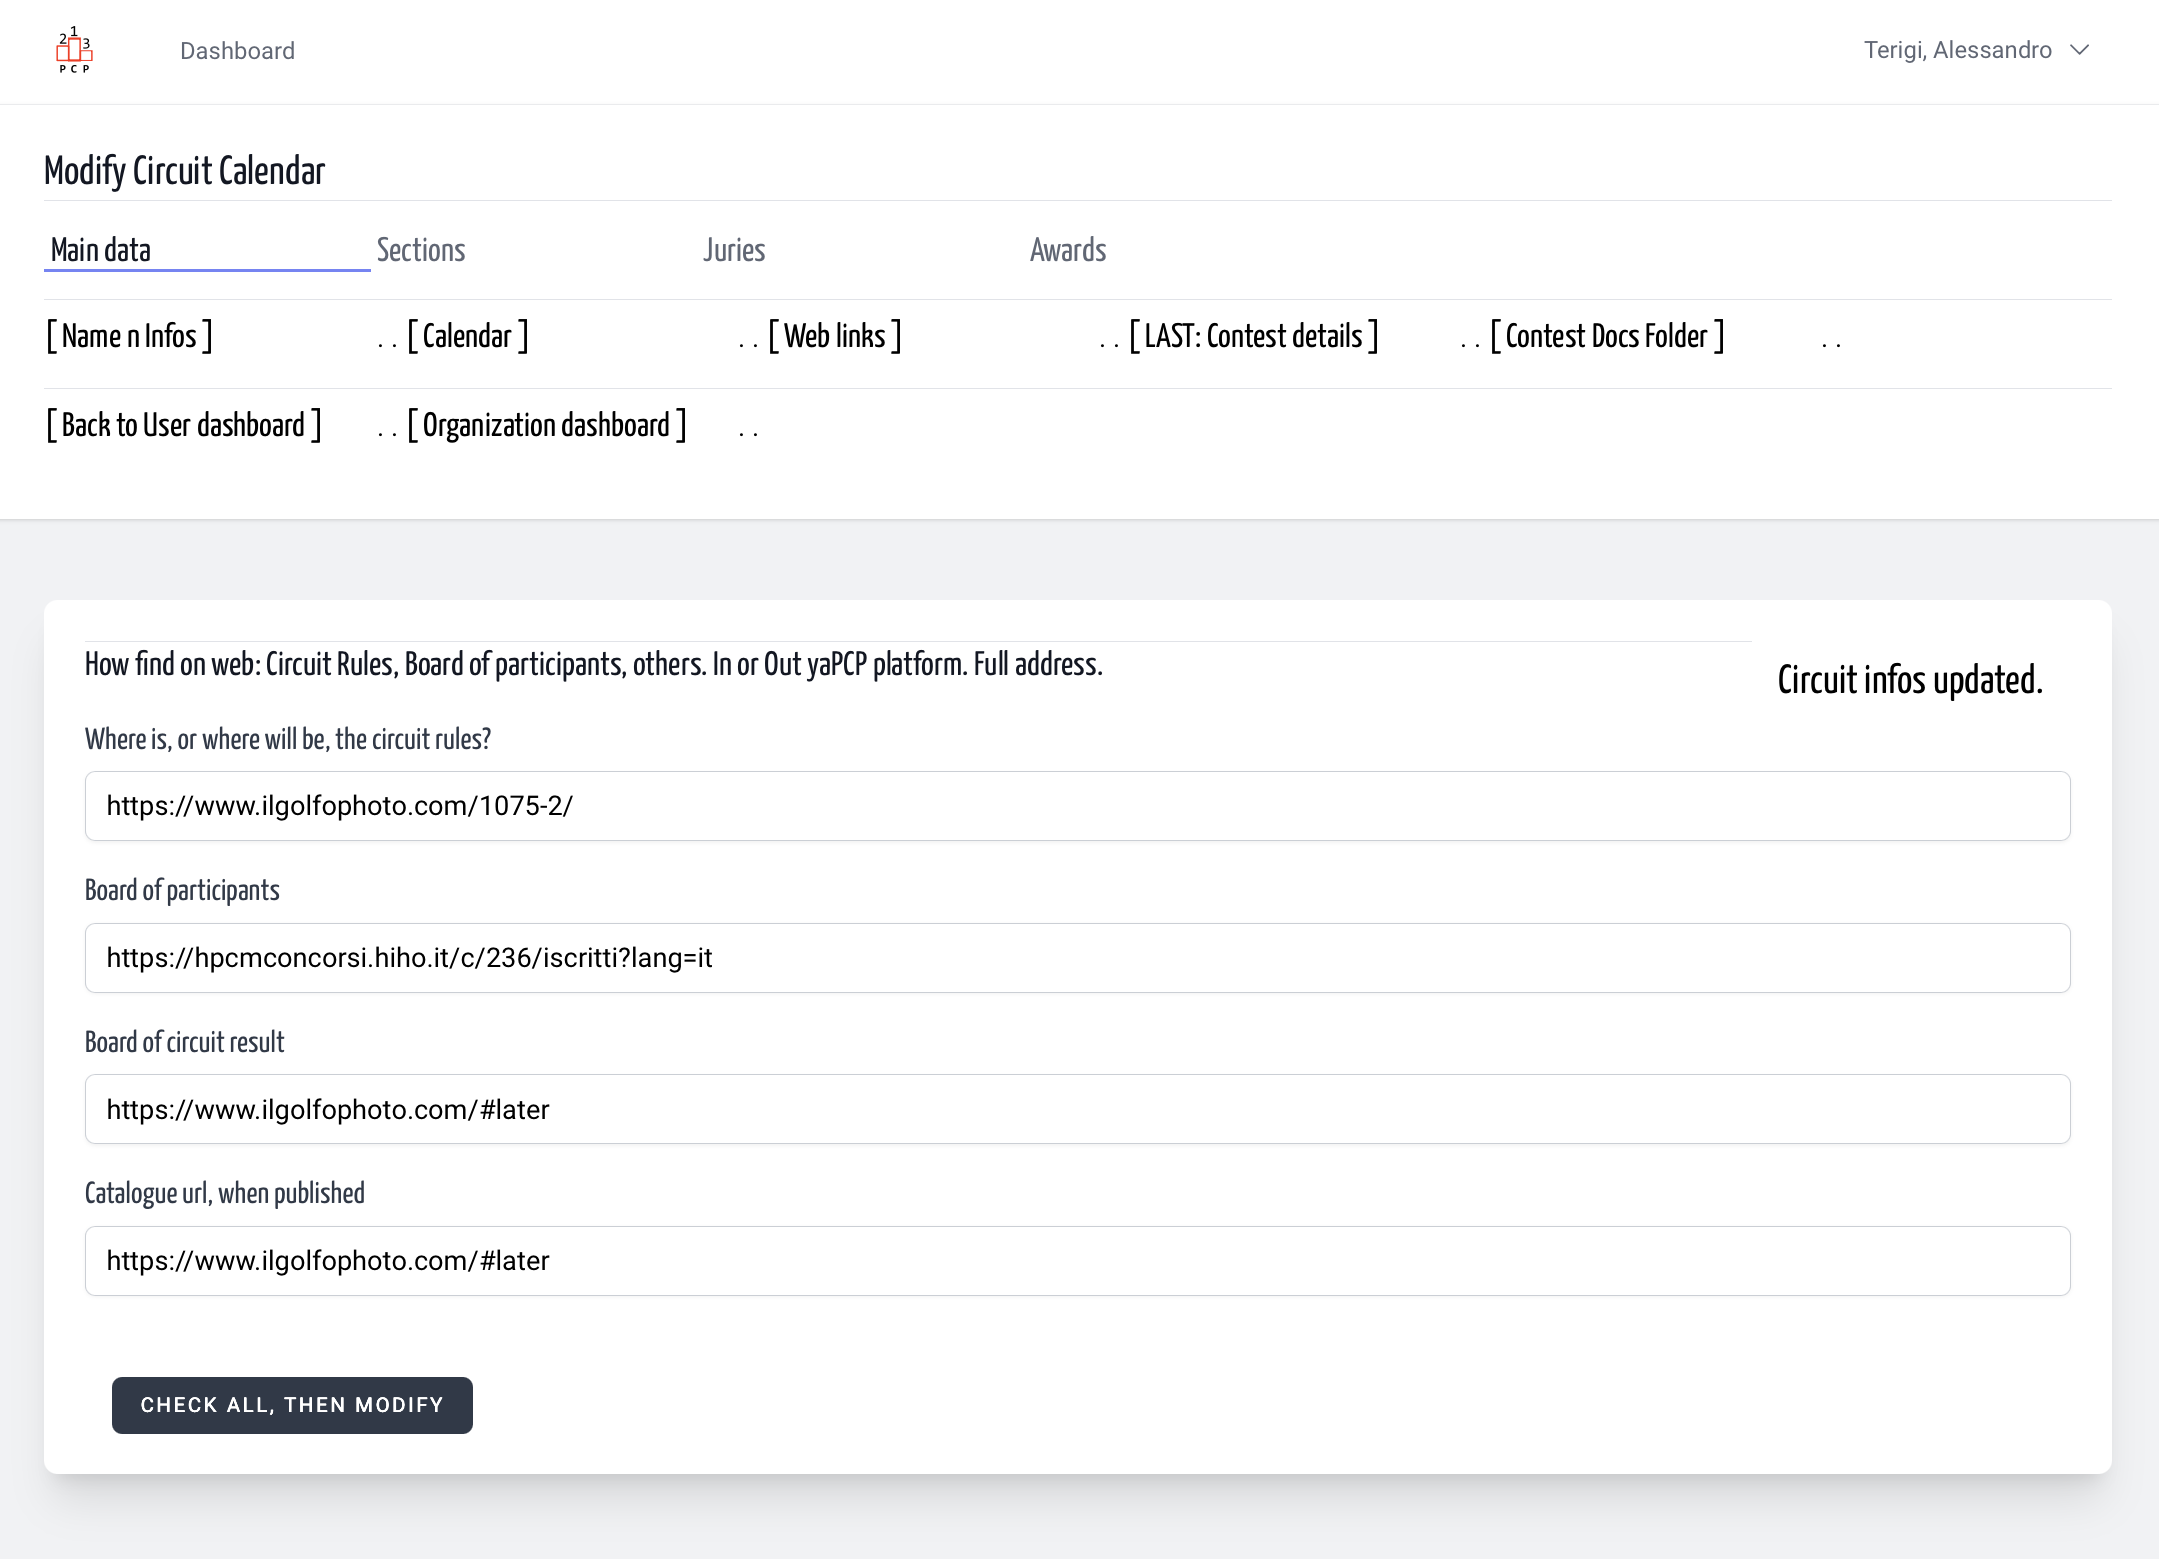 2 1 3
P C P
Dashboard
Terigi, Alessandro
Modify Circuit Calendar
Main data
Sections
Juries
Awards
[ Name n Infos ]
. . [ Calendar ]
. . [ Web links ]
. . [ LAST: Contest details ]
. . [ Contest Docs Folder ]
. .
[ Back to User dashboard ]
. . [ Organization dashboard ]
. .
How find on web: Circuit Rules, Board of participants, others. In or Out yaPCP platform. Full address.
Circuit infos updated.
Where is, or where will be, the circuit rules?
https://www.ilgolfophoto.com/1075-2/
Board of participants
https://hpcmconcorsi.hiho.it/c/236/iscritti?lang=it
Board of circuit result
https://www.ilgolfophoto.com/#later
Catalogue url, when published
https://www.ilgolfophoto.com/#later
CHECK ALL, THEN MODIFY